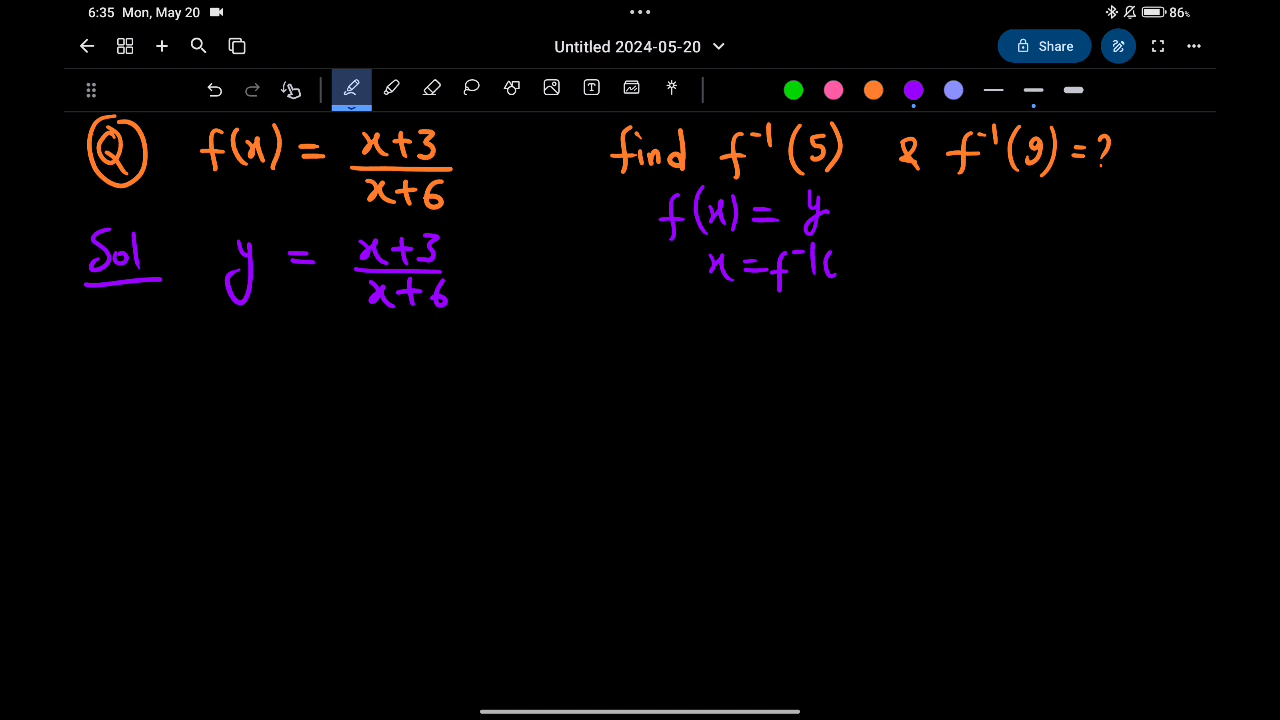 6:35 Mon, May 20
86%
Untitled 2024-05-20
Share
Q f(x) = x+3 / x+6 find f⁻¹(5) & f⁻¹(9) = ?
f(x) = y
Sol y = x+3 / x+6
x = f⁻¹(